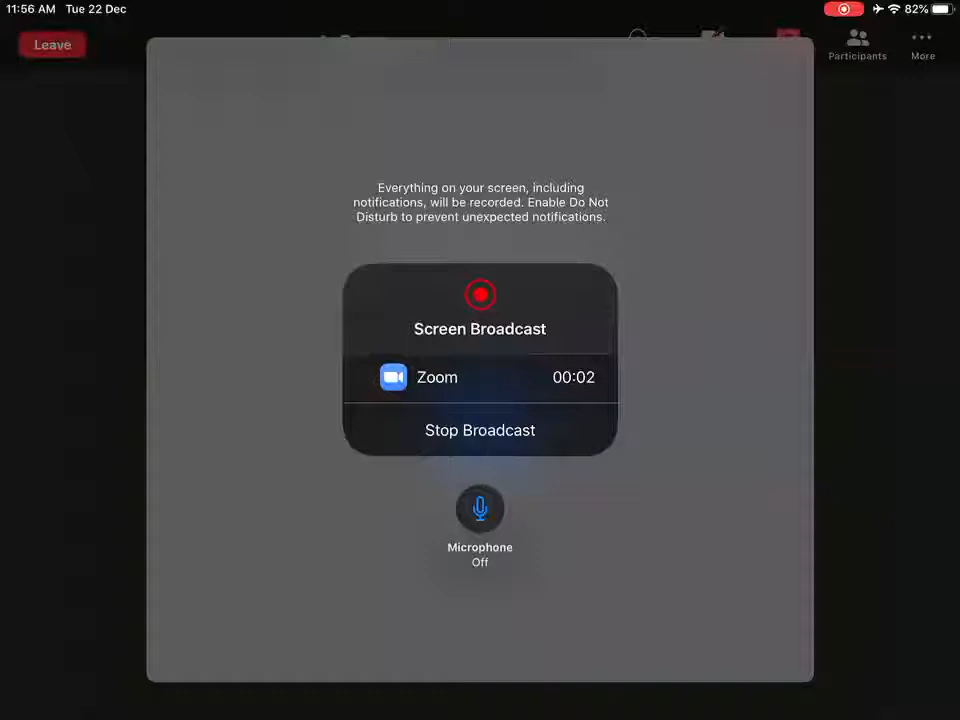 11:56 AM Tue 22 Dec
82%
Leave
Participants
More
Everything on your screen, including
notifications, will be recorded. Enable Do Not
Disturb to prevent unexpected notifications.
Screen Broadcast
Zoom 00:02
Stop Broadcast
Microphone
Off